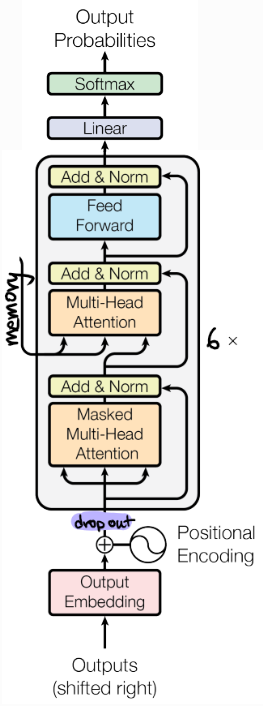 Output
Probabilities
Softmax
Linear
Add & Norm
Feed
Forward
Add & Norm
memory
Multi-Head
Attention
6 ×
Add & Norm
Masked
Multi-Head
Attention
drop out
Positional
Encoding
Output
Embedding
Outputs
(shifted right)